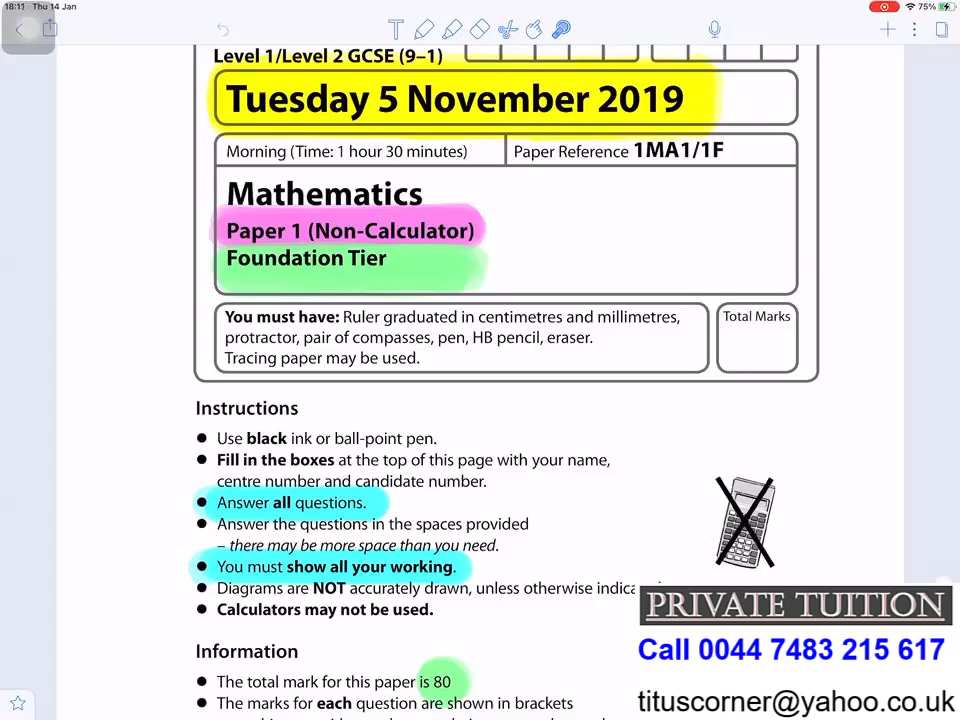 18:11 Thu 14 Jan
75%
Level 1/Level 2 GCSE (9–1)
Tuesday 5 November 2019
Morning (Time: 1 hour 30 minutes)
Paper Reference 1MA1/1F
Mathematics
Paper 1 (Non-Calculator)
Foundation Tier
You must have: Ruler graduated in centimetres and millimetres,
protractor, pair of compasses, pen, HB pencil, eraser.
Tracing paper may be used.
Total Marks
Instructions
● Use black ink or ball-point pen.
● Fill in the boxes at the top of this page with your name,
centre number and candidate number.
● Answer all questions.
● Answer the questions in the spaces provided
– there may be more space than you need.
● You must show all your working.
● Diagrams are NOT accurately drawn, unless otherwise
● Calculators may not be used.
PRIVATE TUITION
Call 0044 7483 215 617
tituscorner@yahoo.co.uk
Information
● The total mark for this paper is 80
● The marks for each question are shown in brackets